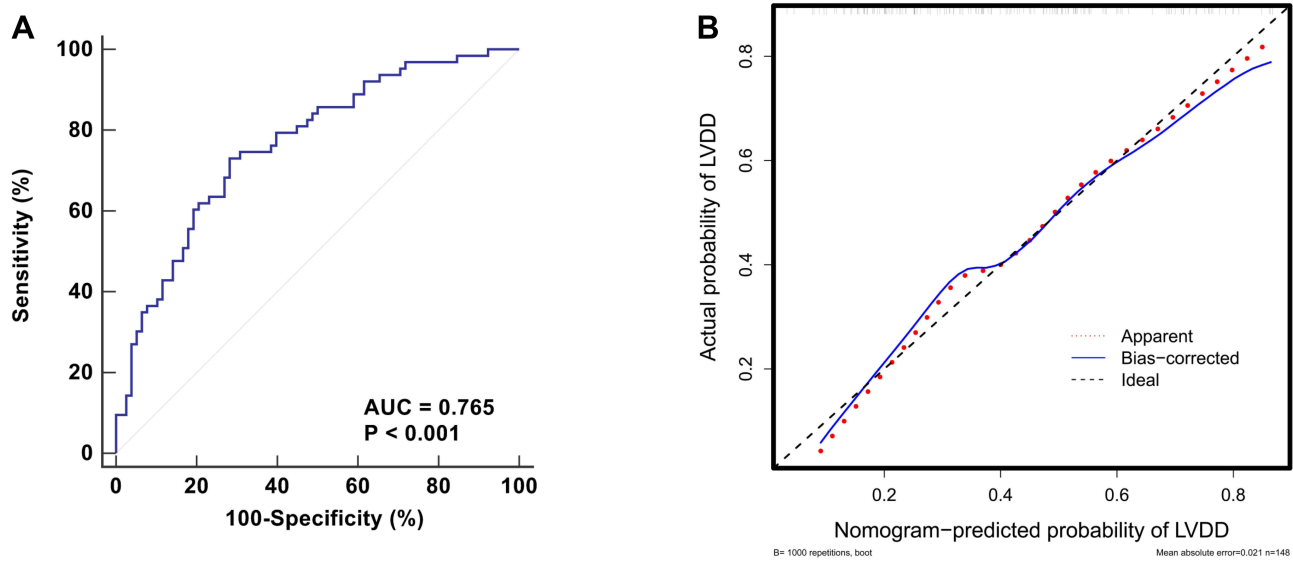 A
100
80
60
40
20
0
Sensitivity (%)
AUC = 0.765
P < 0.001
0 20 40 60 80 100
100-Specificity (%)
B
0.8
0.6
0.4
0.2
Actual probability of LVDD
Apparent
Bias−corrected
Ideal
0.2 0.4 0.6 0.8
Nomogram−predicted probability of LVDD
B= 1000 repetitions, boot
Mean absolute error=0.021 n=148